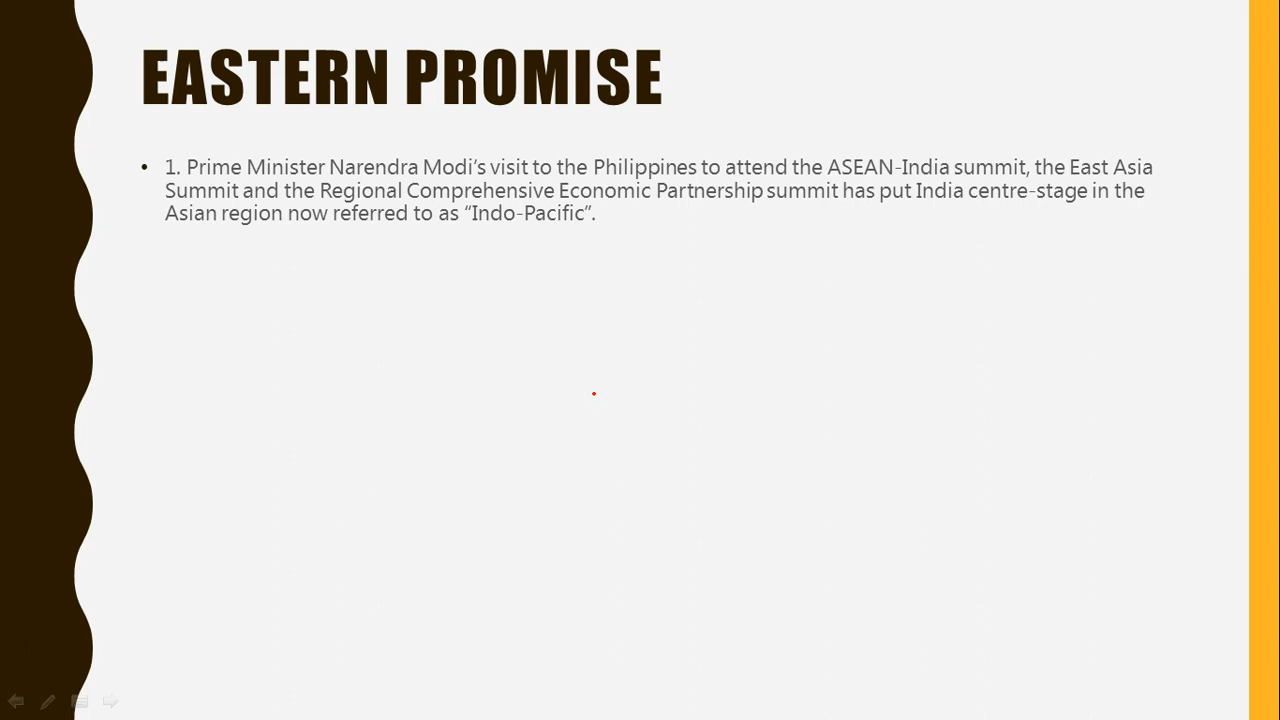 EASTERN PROMISE
• 1. Prime Minister Narendra Modi’s visit to the Philippines to attend the ASEAN-India summit, the East Asia
Summit and the Regional Comprehensive Economic Partnership summit has put India centre-stage in the
Asian region now referred to as “Indo-Pacific”.